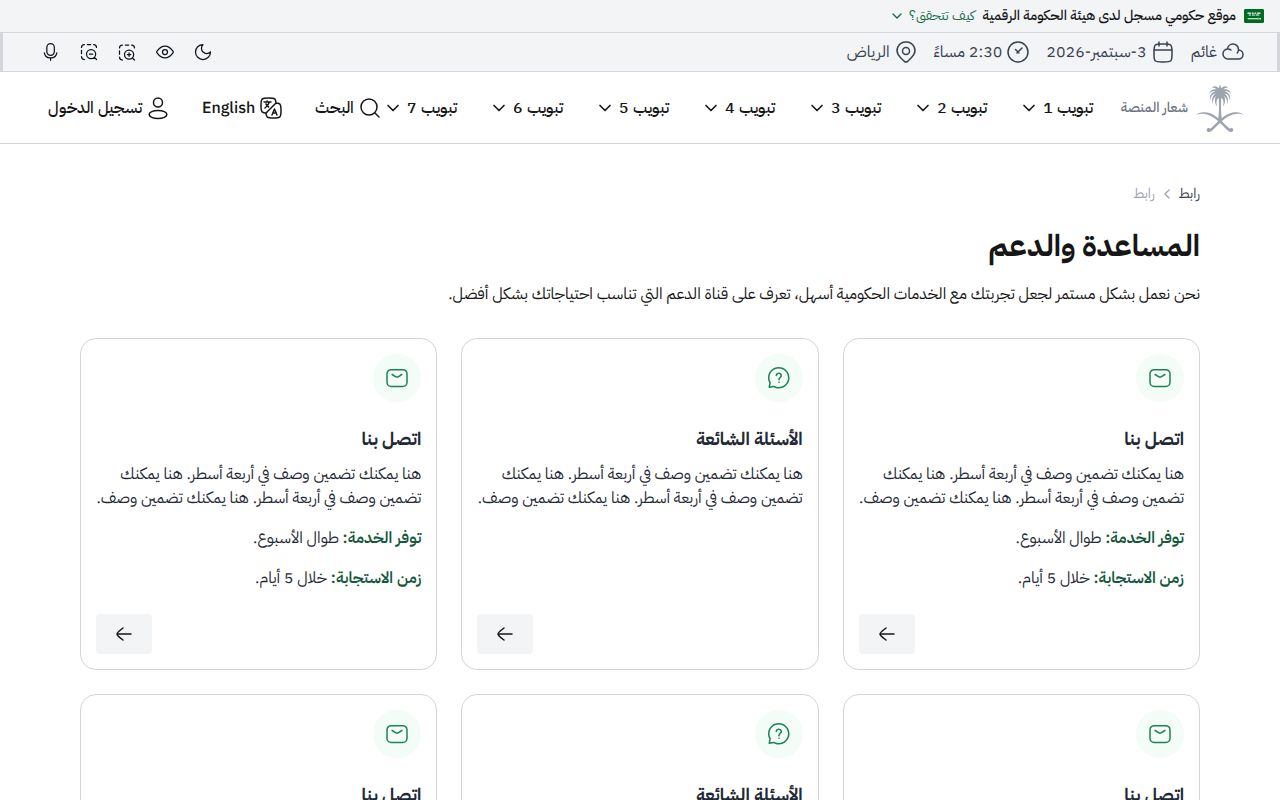 موقع حكومي مسجل لدى هيئة الحكومة الرقمية كيف تتحقق؟
غائم 3-سبتمبر-2026 2:30 مساءً الرياض
شعار المنصة تبويب 1 تبويب 2 تبويب 3 تبويب 4 تبويب 5 تبويب 6 تبويب 7 البحث English تسجيل الدخول
رابط رابط
المساعدة والدعم
نحن نعمل بشكل مستمر لجعل تجربتك مع الخدمات الحكومية أسهل، تعرف على قناة الدعم التي تناسب احتياجاتك بشكل أفضل.
اتصل بنا
هنا يمكنك تضمين وصف في أربعة أسطر. هنا يمكنك
تضمين وصف في أربعة أسطر. هنا يمكنك تضمين وصف.
توفر الخدمة: طوال الأسبوع.
زمن الاستجابة: خلال 5 أيام.
الأسئلة الشائعة
هنا يمكنك تضمين وصف في أربعة أسطر. هنا يمكنك
تضمين وصف في أربعة أسطر. هنا يمكنك تضمين وصف.
اتصل بنا
هنا يمكنك تضمين وصف في أربعة أسطر. هنا يمكنك
تضمين وصف في أربعة أسطر. هنا يمكنك تضمين وصف.
توفر الخدمة: طوال الأسبوع.
زمن الاستجابة: خلال 5 أيام.
اتصل بنا
الأسئلة الشائعة
اتصل بنا